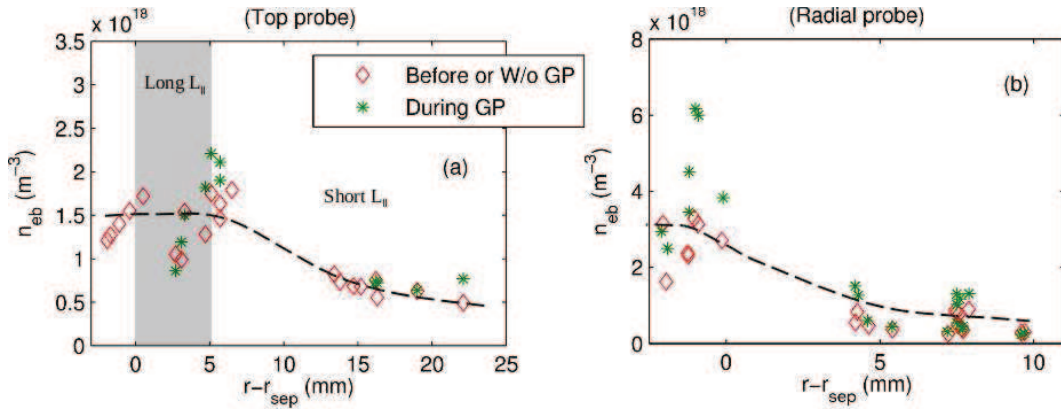 (Top probe)
x 10^18
3.5
3
2.5
2
1.5
1
0.5
0
n_eb (m^−3)
Long L_||
Short L_||
(a)
0 5 10 15 20 25
r−r_sep (mm)
Before or W/o GP
During GP
(Radial probe)
x 10^18
8
6
4
2
0
n_eb (m^−3)
(b)
0 5 10
r−r_sep (mm)